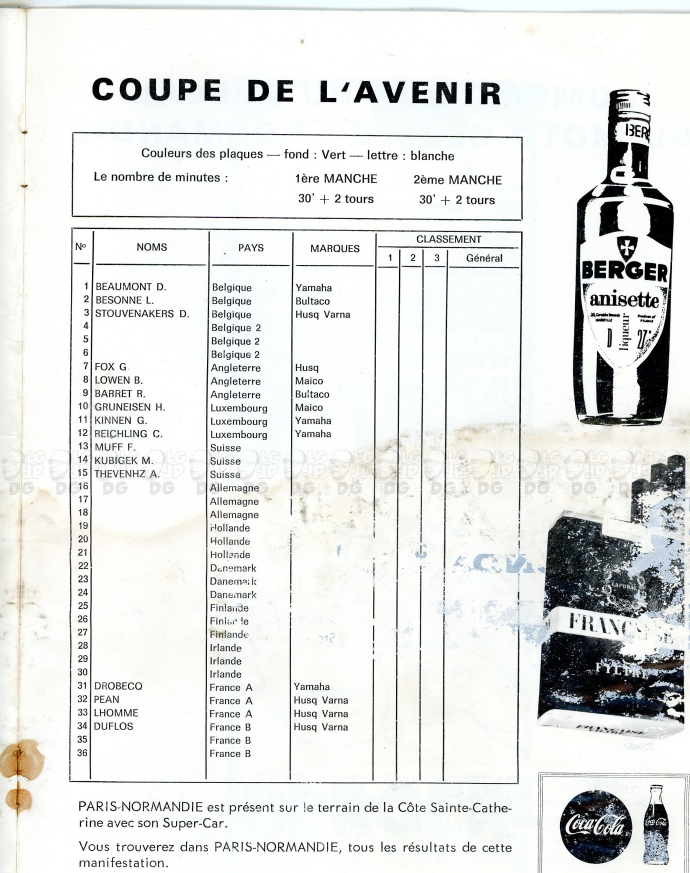 COUPE DE L'AVENIR
Couleurs des plaques — fond : Vert — lettre : blanche
Le nombre de minutes : 1ère MANCHE 2ème MANCHE
30' + 2 tours 30' + 2 tours
N° NOMS PAYS MARQUES CLASSEMENT
1 2 3 Général
1 BEAUMONT D. Belgique Yamaha
2 BESONNE L. Belgique Bultaco
3 STOUVENAKERS D. Belgique Husq Varna
4 Belgique 2
5 Belgique 2
6 Belgique 2
7 FOX G. Angleterre Husq
8 LOWEN B. Angleterre Maico
9 BARRET R. Angleterre Bultaco
10 GRUNEISEN H. Luxembourg Maico
11 KINNEN G. Luxembourg Yamaha
12 REICHLING C. Luxembourg Yamaha
13 MUFF F. Suisse
14 KUBIGEK M. Suisse
15 THEVENHZ A. Suisse
16 Allemagne
17 Allemagne
18 Allemagne
19 Hollande
20 Hollande
21 Hollande
22 Danemark
23 Danemark
24 Danemark
25 Finlande
26 Finlande
27 Finlande
28 Irlande
29 Irlande
30 Irlande
31 DROBECQ France A Yamaha
32 PEAN France A Husq Varna
33 LHOMME France A Husq Varna
34 DUFLOS France B Husq Varna
35 France B
36 France B
PARIS-NORMANDIE est présent sur le terrain de la Côte Sainte-Cathe-
rine avec son Super-Car.
Vous trouverez dans PARIS-NORMANDIE, tous les résultats de cette
manifestation.
BERGER
anisette
Liqueur
D 27°
CAPORAL
FILTRE
Coca-Cola
Coca-Cola